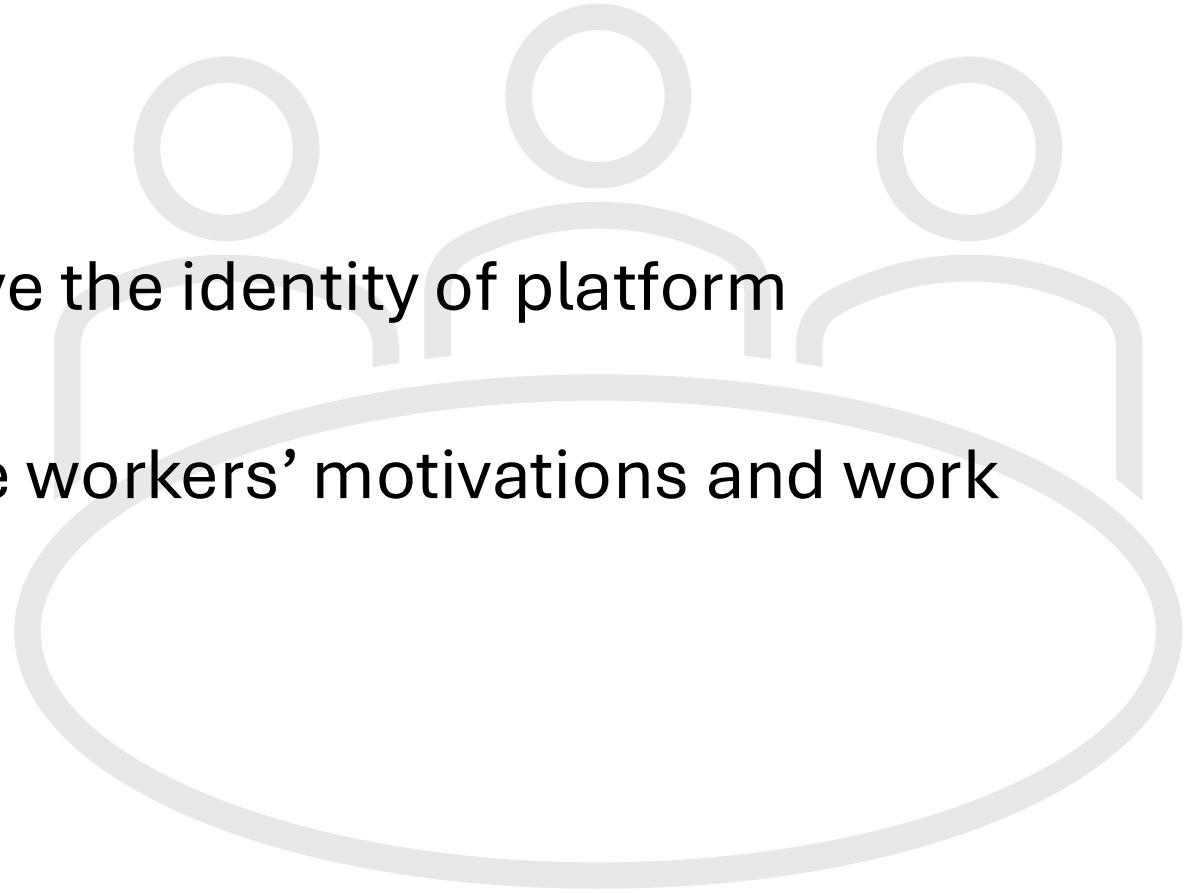 ve the identity of platform
e workers’ motivations and work